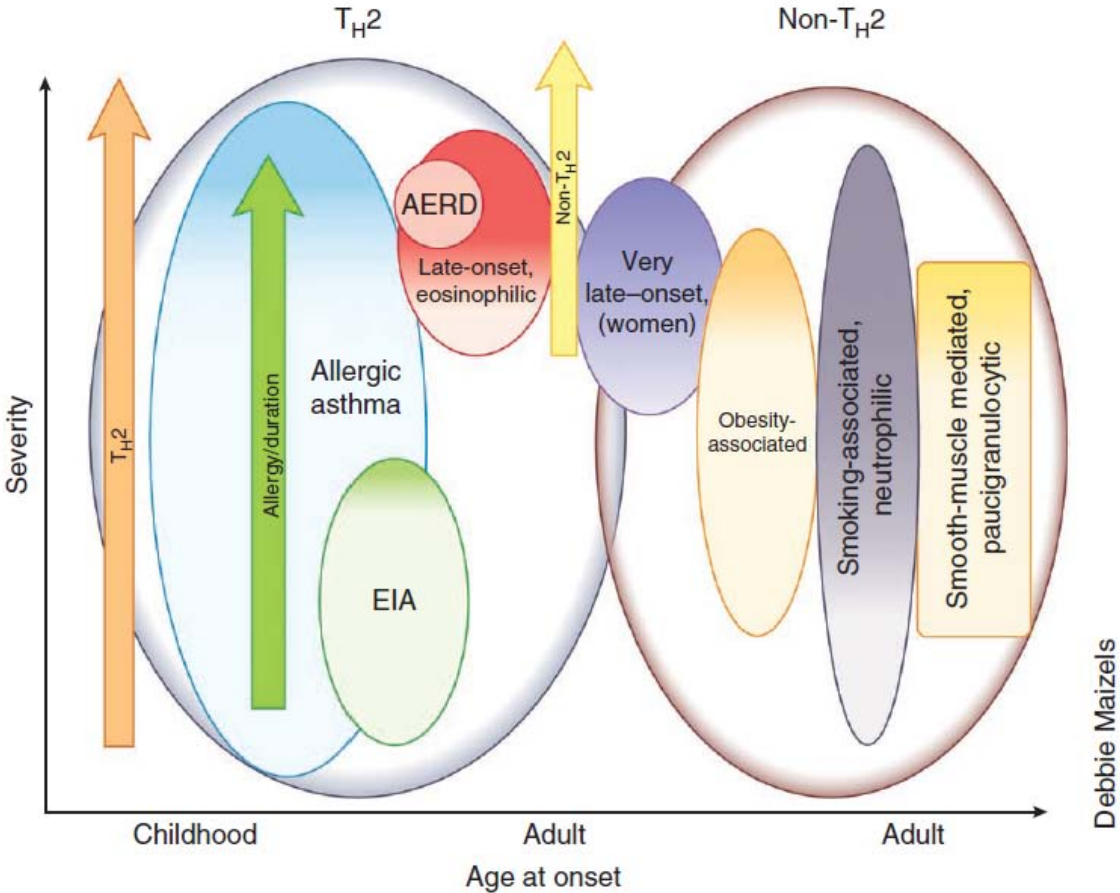 TH2
Non-TH2
Severity
TH2
Allergy/duration
Allergic
asthma
EIA
AERD
Late-onset,
eosinophilic
Non-TH2
Very
late–onset,
(women)
Obesity-
associated
Smoking-associated,
neutrophilic
Smooth-muscle mediated,
paucigranulocytic
Childhood
Adult
Adult
Age at onset
Debbie Maizels